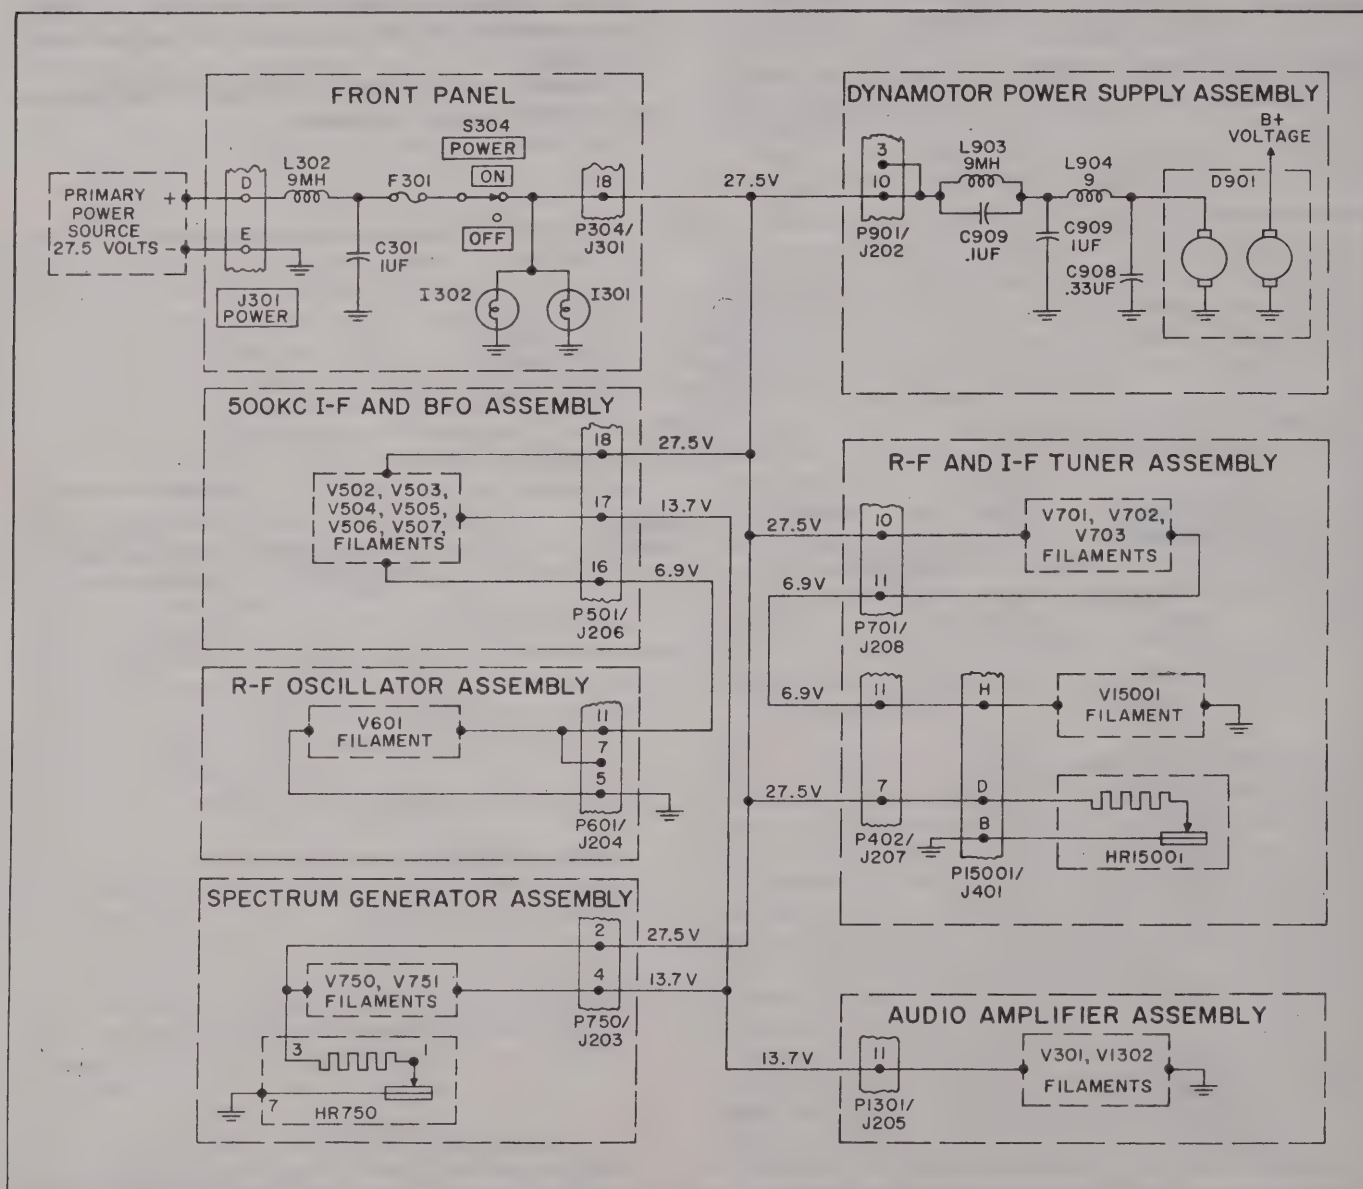 FRONT PANEL
S304
POWER
L302
9MH
F301
ON
OFF
D
E
18
PRIMARY
POWER
SOURCE
27.5 VOLTS
+
-
C301
1UF
J301
POWER
I302
I301
P304/
J301
27.5V
DYNAMOTOR POWER SUPPLY ASSEMBLY
B+
VOLTAGE
3
10
L903
9MH
L904
9
D901
P901/
J202
C909
.1UF
C909
1UF
C908
.33UF
500KC I-F AND BFO ASSEMBLY
18
27.5V
V502, V503,
V504, V505,
V506, V507,
FILAMENTS
17
13.7V
16
6.9V
P501/
J206
R-F AND I-F TUNER ASSEMBLY
27.5V
10
V701, V702,
V703
FILAMENTS
6.9V
11
P701/
J208
6.9V
11
H
V15001
FILAMENT
27.5V
7
D
B
P402/
J207
HR15001
P15001/
J401
R-F OSCILLATOR ASSEMBLY
V601
FILAMENT
11
7
5
P601/
J204
SPECTRUM GENERATOR ASSEMBLY
2
27.5V
4
13.7V
V750, V751
FILAMENTS
P750/
J203
3
1
7
HR750
AUDIO AMPLIFIER ASSEMBLY
13.7V
11
V301, V1302
FILAMENTS
P1301/
J205